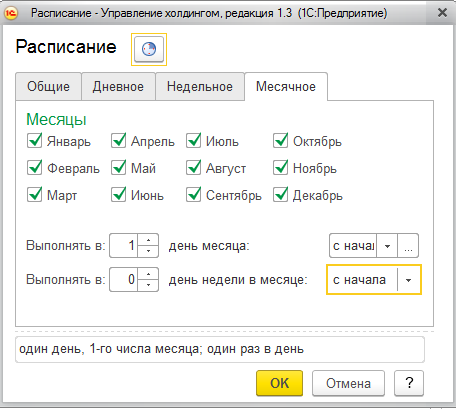 1С Расписание - Управление холдингом, редакция 1.3 (1С:Предприятие)
Расписание
Общие Дневное Недельное Месячное
Месяцы
Январь Апрель Июль Октябрь
Февраль Май Август Ноябрь
Март Июнь Сентябрь Декабрь
Выполнять в: 1 день месяца: с начал ...
Выполнять в: 0 день недели в месяце: с начала
один день, 1-го числа месяца; один раз в день
ОК Отмена ?